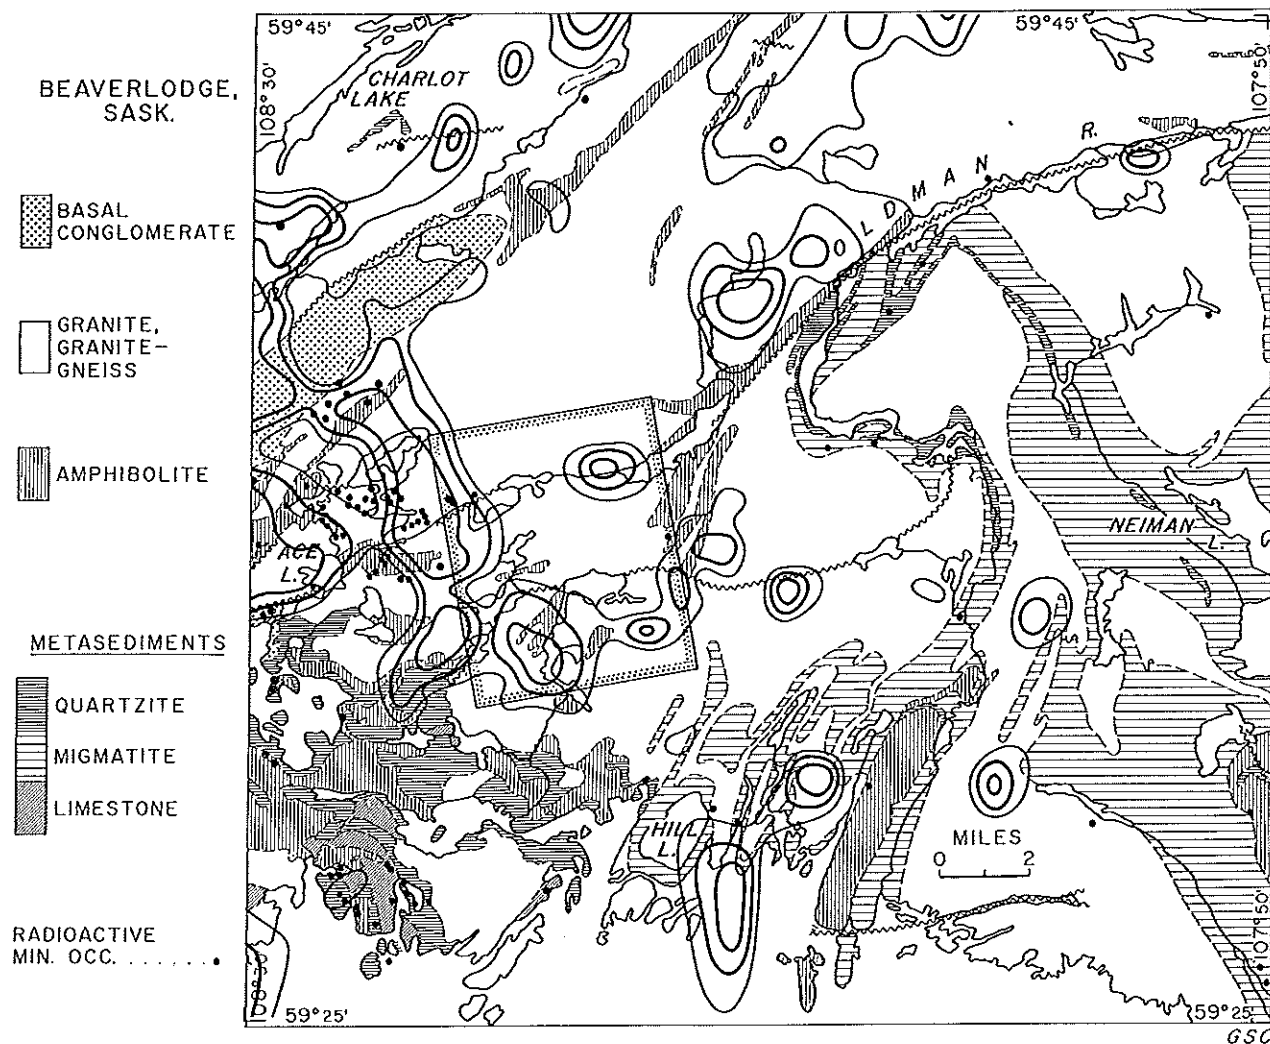 BEAVERLODGE,
SASK.
BASAL
CONGLOMERATE
GRANITE,
GRANITE-
GNEISS
AMPHIBOLITE
METASEDIMENTS
QUARTZITE
MIGMATITE
LIMESTONE
RADIOACTIVE
MIN. OCC. . . . . . . .
59°45'
59°45'
108°30'
107°50'
CHARLOT
LAKE
OLDMAN R.
ACE
L.
NEIMAN
L.
HILL
L.
MILES
0 2
108°30'
59°25'
59°25'
107°50'
GSC